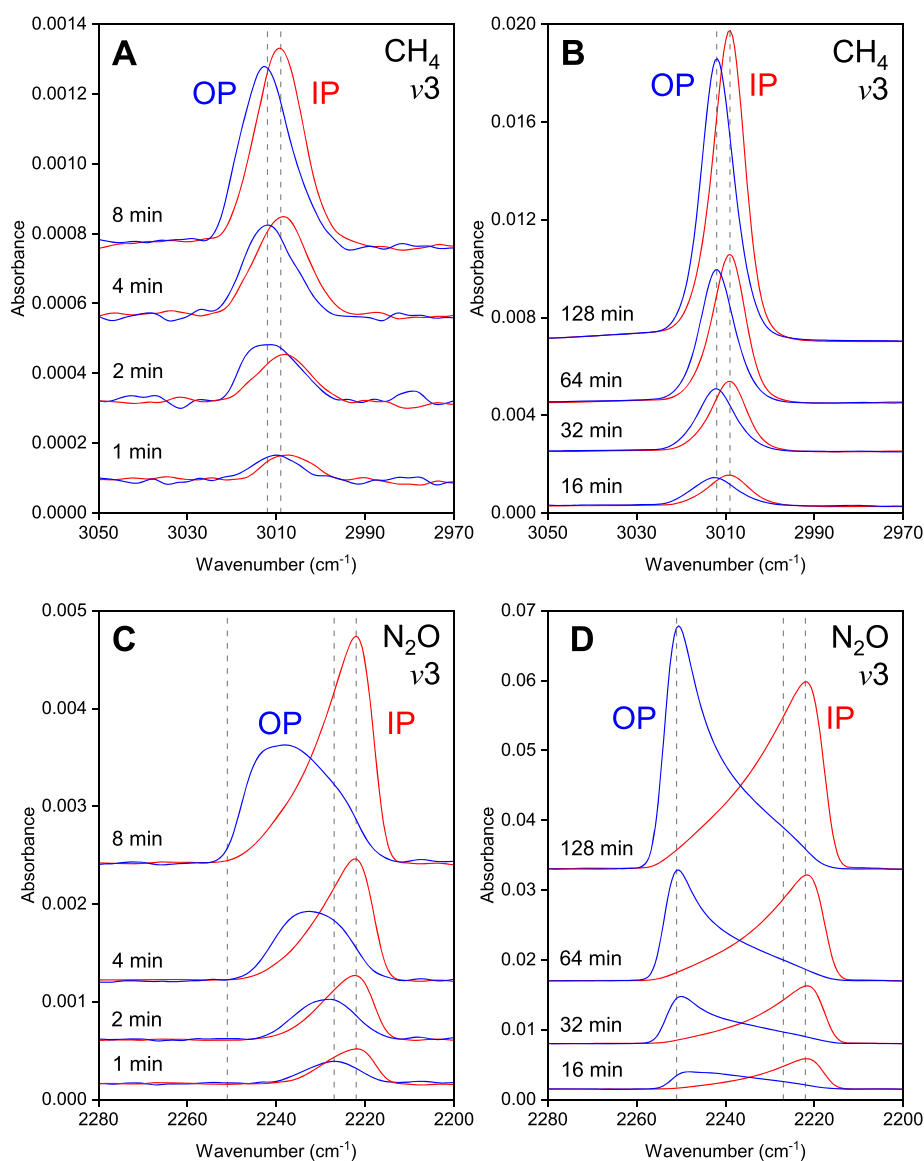 A
CH4
ν3
OP
IP
8 min
4 min
2 min
1 min
0.0014
0.0012
0.0010
0.0008
0.0006
0.0004
0.0002
0.0000
Absorbance
3050 3030 3010 2990 2970
Wavenumber (cm-1)
B
CH4
ν3
OP
IP
128 min
64 min
32 min
16 min
0.020
0.016
0.012
0.008
0.004
0.000
Absorbance
3050 3030 3010 2990 2970
Wavenumber (cm-1)
C
N2O
ν3
OP
IP
8 min
4 min
2 min
1 min
0.005
0.004
0.003
0.002
0.001
0.000
Absorbance
2280 2260 2240 2220 2200
Wavenumber (cm-1)
D
N2O
ν3
OP
IP
128 min
64 min
32 min
16 min
0.07
0.06
0.05
0.04
0.03
0.02
0.01
0.00
Absorbance
2280 2260 2240 2220 2200
Wavenumber (cm-1)